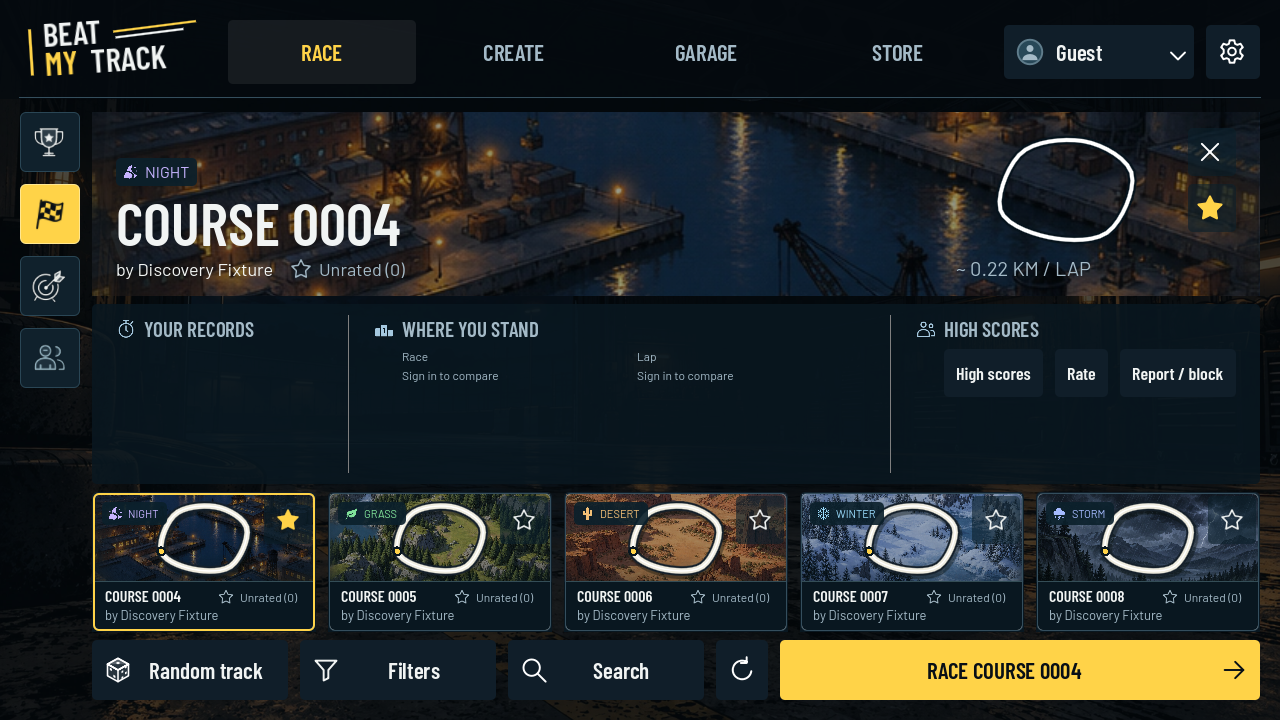 BEAT
MY TRACK
RACE
CREATE
GARAGE
STORE
Guest
NIGHT
COURSE 0004
by Discovery Fixture
Unrated (0)
~ 0.22 KM / LAP
YOUR RECORDS
WHERE YOU STAND
Race
Sign in to compare
Lap
Sign in to compare
HIGH SCORES
High scores
Rate
Report / block
NIGHT
COURSE 0004
Unrated (0)
by Discovery Fixture
GRASS
COURSE 0005
Unrated (0)
by Discovery Fixture
DESERT
COURSE 0006
Unrated (0)
by Discovery Fixture
WINTER
COURSE 0007
Unrated (0)
by Discovery Fixture
STORM
COURSE 0008
Unrated (0)
by Discovery Fixture
Random track
Filters
Search
RACE COURSE 0004